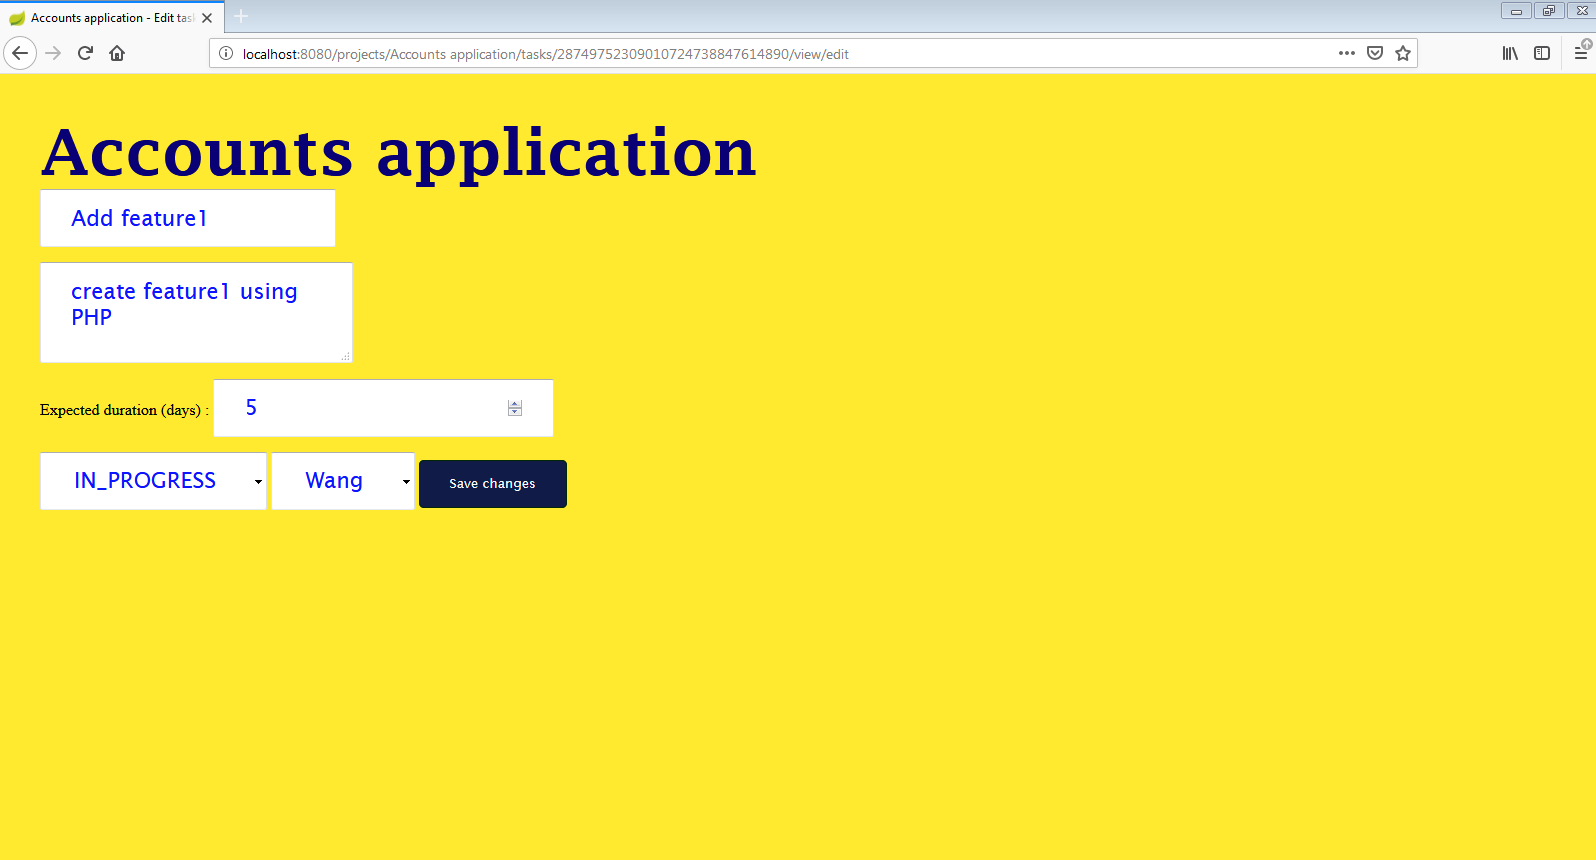 Accounts application - Edit tas
localhost:8080/projects/Accounts application/tasks/28749752309010724738847614890/view/edit
Accounts application
Add feature1
create feature1 using
PHP
Expected duration (days) : 5
IN_PROGRESS Wang Save changes